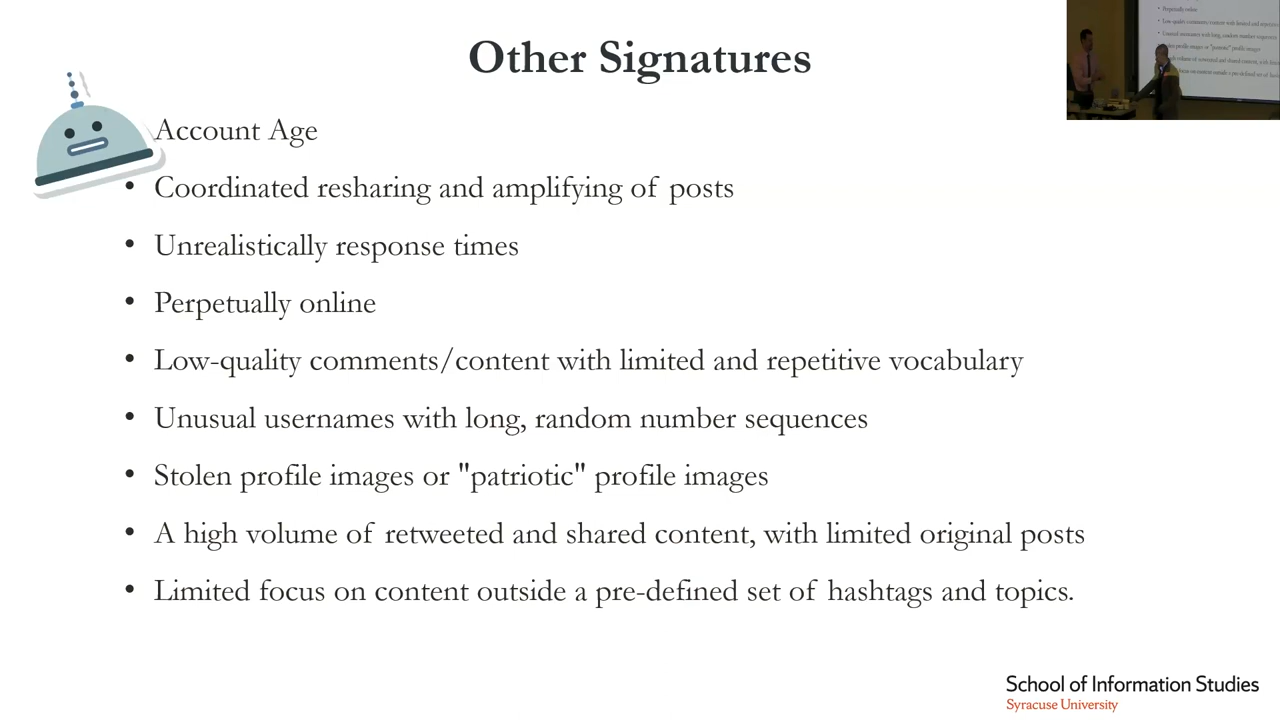 Other Signatures
Account Age
• Coordinated resharing and amplifying of posts
• Unrealistically response times
• Perpetually online
• Low-quality comments/content with limited and repetitive vocabulary
• Unusual usernames with long, random number sequences
• Stolen profile images or "patriotic" profile images
• A high volume of retweeted and shared content, with limited original posts
• Limited focus on content outside a pre-defined set of hashtags and topics.
School of Information Studies
Syracuse University